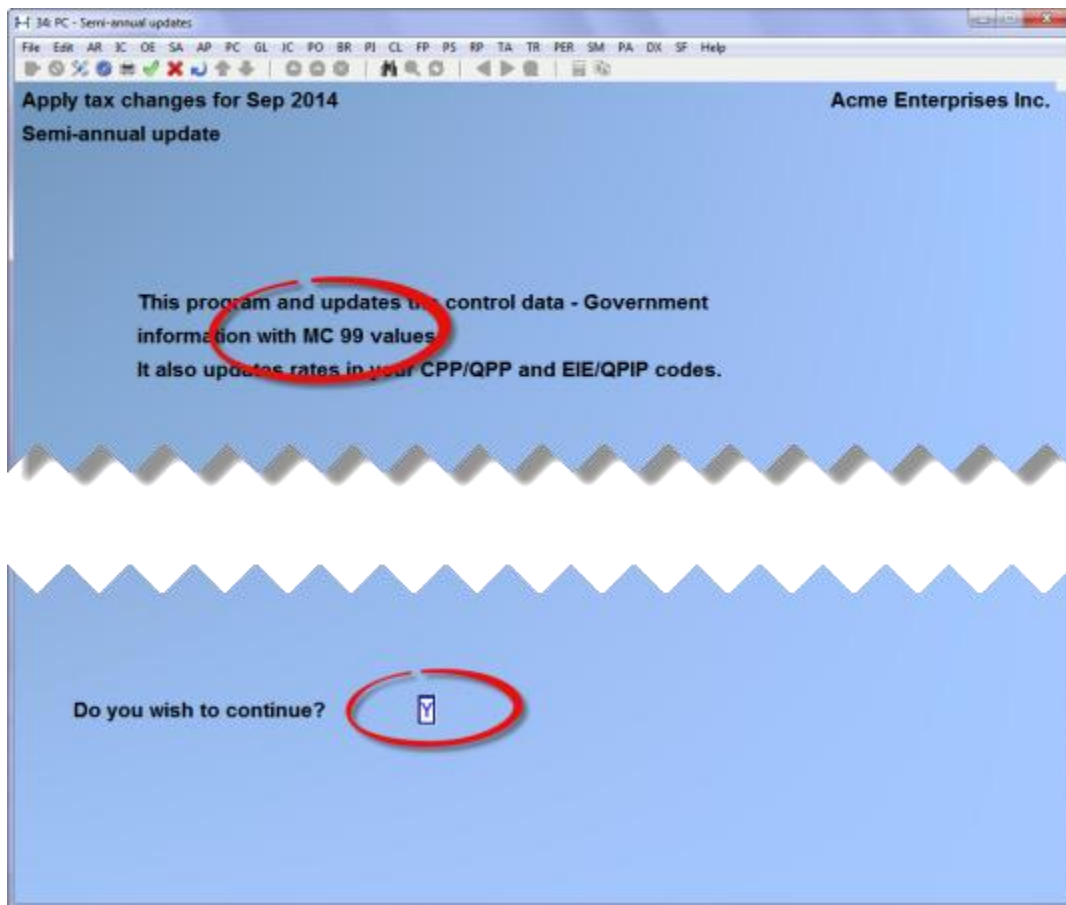 34: PC - Semi-annual updates
File Edit AR IC OE SA AP PC GL JC PO BR PI CL FP PS RP TA TR PER SM PA DX SF Help
Apply tax changes for Sep 2014
Acme Enterprises Inc.
Semi-annual update
This program and updates the control data - Government
information with MC 99 values
It also updates rates in your CPP/QPP and EIE/QPIP codes.
Do you wish to continue? Y